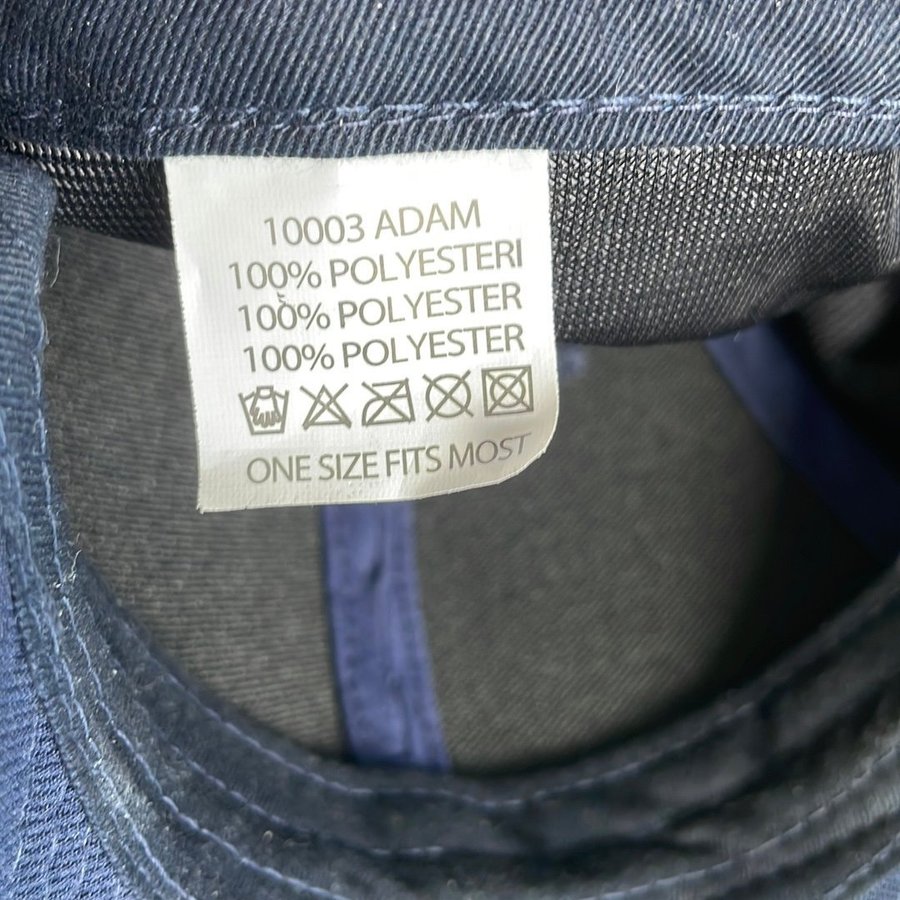 10003 ADAM
100% POLYESTERI
100% POLYESTER
100% POLYESTER
ONE SIZE FITS MOST